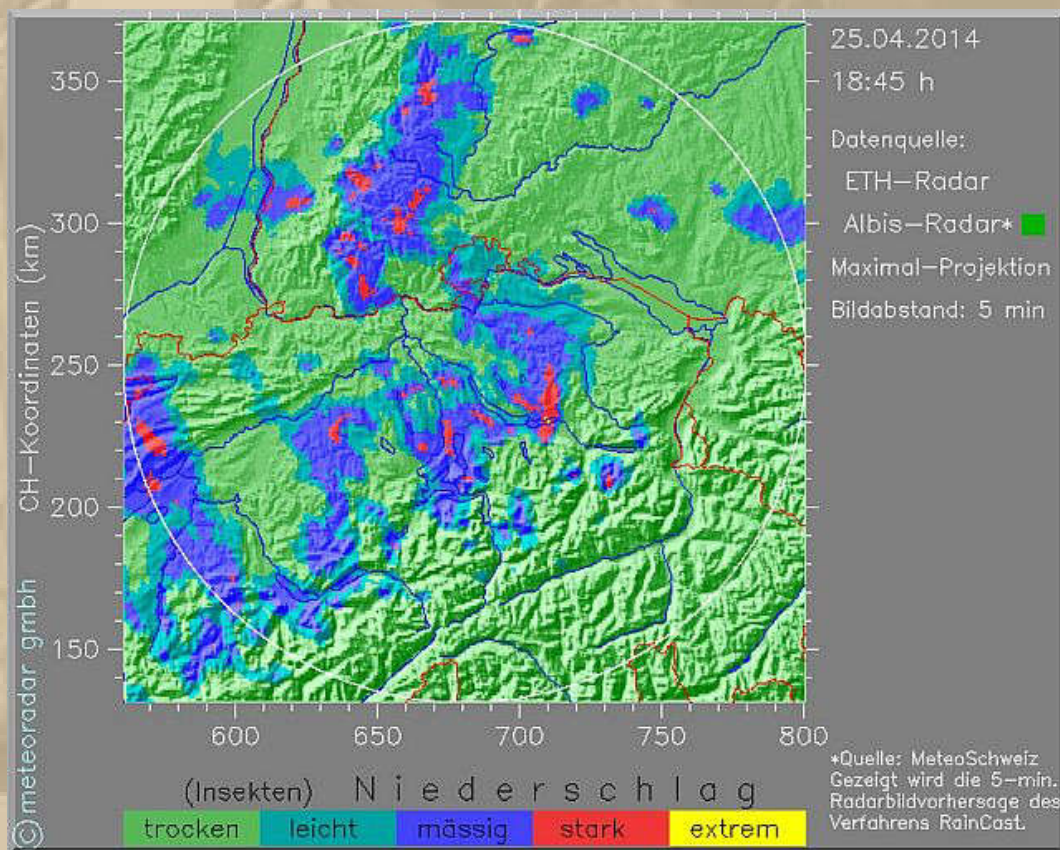 25.04.2014
18:45 h
Datenquelle:
ETH-Radar
Albis-Radar*
Maximal-Projektion
Bildabstand: 5 min
CH-Koordinaten (km)
©meteoradar gmbh
350
300
250
200
150
600
650
700
750
800
*Quelle: MeteoSchweiz
Gezeigt wird die 5-min.
Radarbildvorhersage des
Verfahrens RainCast.
(Insekten) Niederschlag
trocken leicht mässig stark extrem